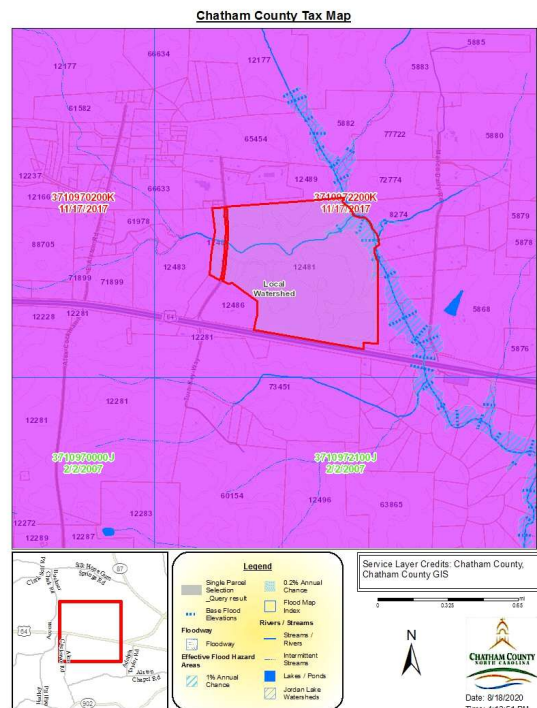 Chatham County Tax Map
5885
66634
12177
12177
5883
61582
5882
77722
5880
65454
12237
12489
72774
12166
3710970200K
11/17/2017
66633
3710972200K
11/17/2017
8274
5879
61978
88705
5878
12483
12481
71899
71899
Local
Watershed
12486
5868
12228
12281
64
12281
5876
73451
12281
3710970000J
2/2/2007
3710972100J
2/2/2007
60154
12496
63865
12283
12272
12289
12287
87
64
902
Legend
Single Parcel
Selection
_Query result
Base Flood
Elevations
Floodway
Floodway
Effective Flood Hazard
Areas
1% Annual
Chance
0.2% Annual
Chance
Flood Map
Index
Rivers / Streams
Streams /
Rivers
Intermittent
Streams
Lakes / Ponds
Jordan Lake
Watersheds
Service Layer Credits: Chatham County,
Chatham County GIS
mi
0
0.325
0.65
N
CHATHAM COUNTY
NORTH CAROLINA
Date: 8/18/2020